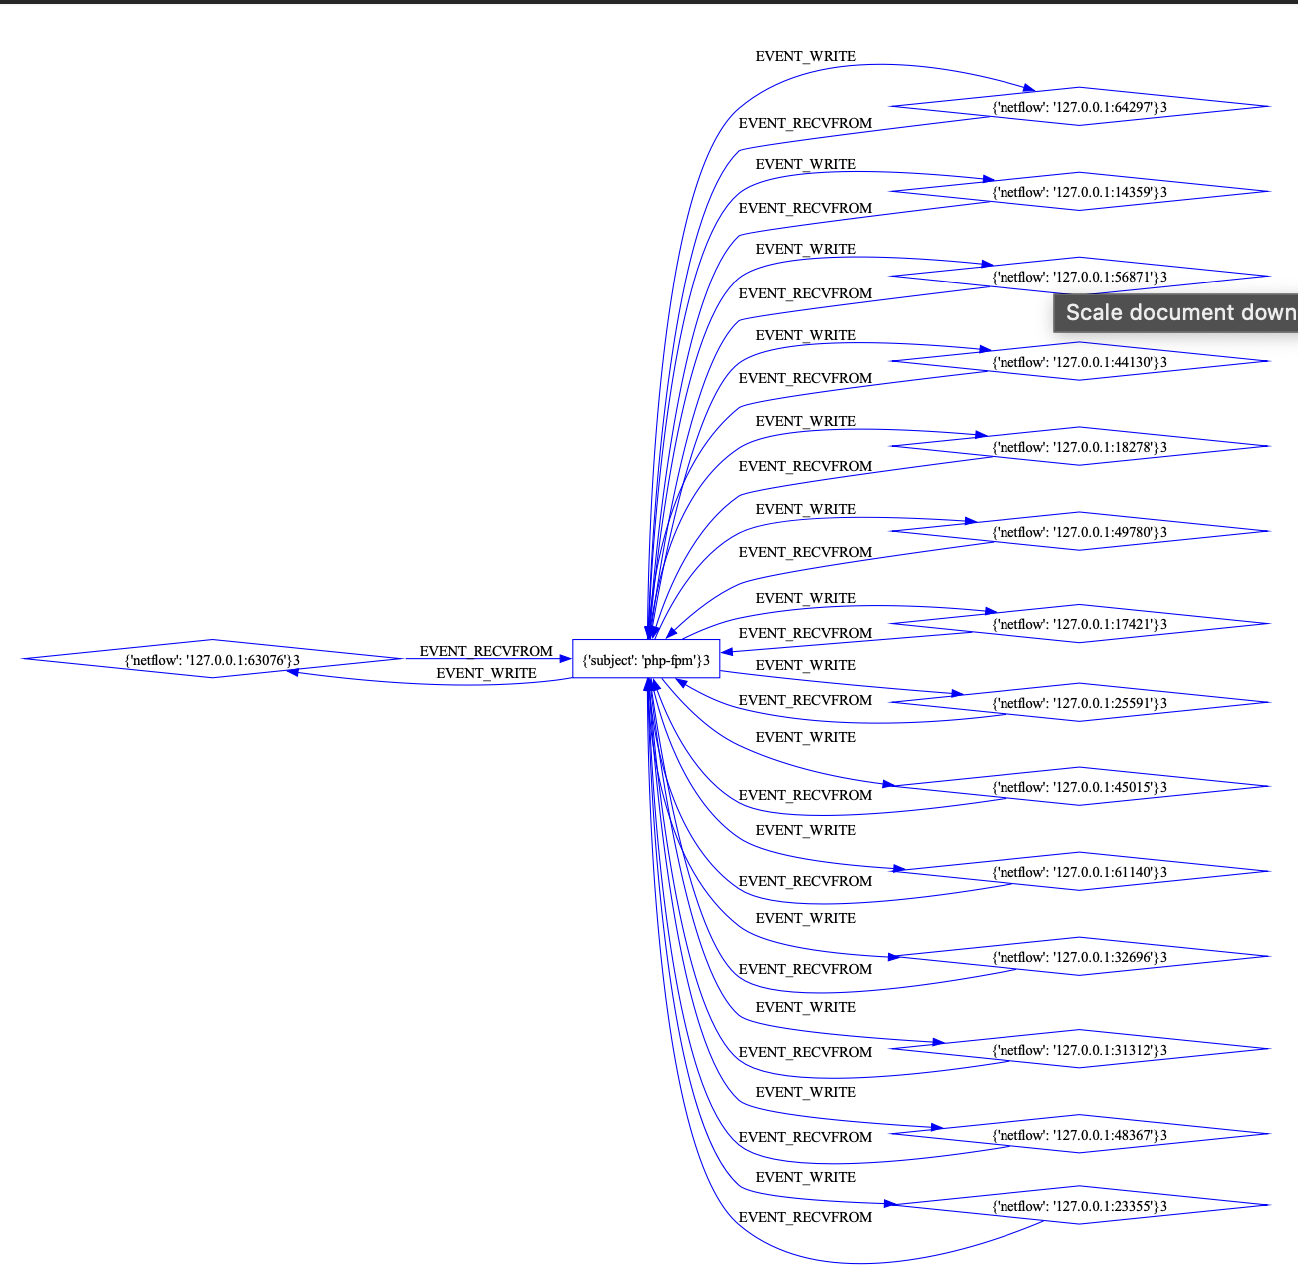 EVENT_WRITE
{'netflow': '127.0.0.1:64297'}3
EVENT_RECVFROM
EVENT_WRITE
{'netflow': '127.0.0.1:14359'}3
EVENT_RECVFROM
EVENT_WRITE
{'netflow': '127.0.0.1:56871'}3
EVENT_RECVFROM
Scale document down
EVENT_WRITE
{'netflow': '127.0.0.1:44130'}3
EVENT_RECVFROM
EVENT_WRITE
{'netflow': '127.0.0.1:18278'}3
EVENT_RECVFROM
EVENT_WRITE
{'netflow': '127.0.0.1:49780'}3
EVENT_RECVFROM
EVENT_WRITE
{'netflow': '127.0.0.1:17421'}3
EVENT_RECVFROM
{'netflow': '127.0.0.1:63076'}3
EVENT_RECVFROM
EVENT_WRITE
{'subject': 'php-fpm'}3
EVENT_WRITE
{'netflow': '127.0.0.1:25591'}3
EVENT_RECVFROM
EVENT_WRITE
{'netflow': '127.0.0.1:45015'}3
EVENT_RECVFROM
EVENT_WRITE
{'netflow': '127.0.0.1:61140'}3
EVENT_RECVFROM
EVENT_WRITE
{'netflow': '127.0.0.1:32696'}3
EVENT_RECVFROM
EVENT_WRITE
{'netflow': '127.0.0.1:31312'}3
EVENT_RECVFROM
EVENT_WRITE
{'netflow': '127.0.0.1:48367'}3
EVENT_RECVFROM
EVENT_WRITE
{'netflow': '127.0.0.1:23355'}3
EVENT_RECVFROM